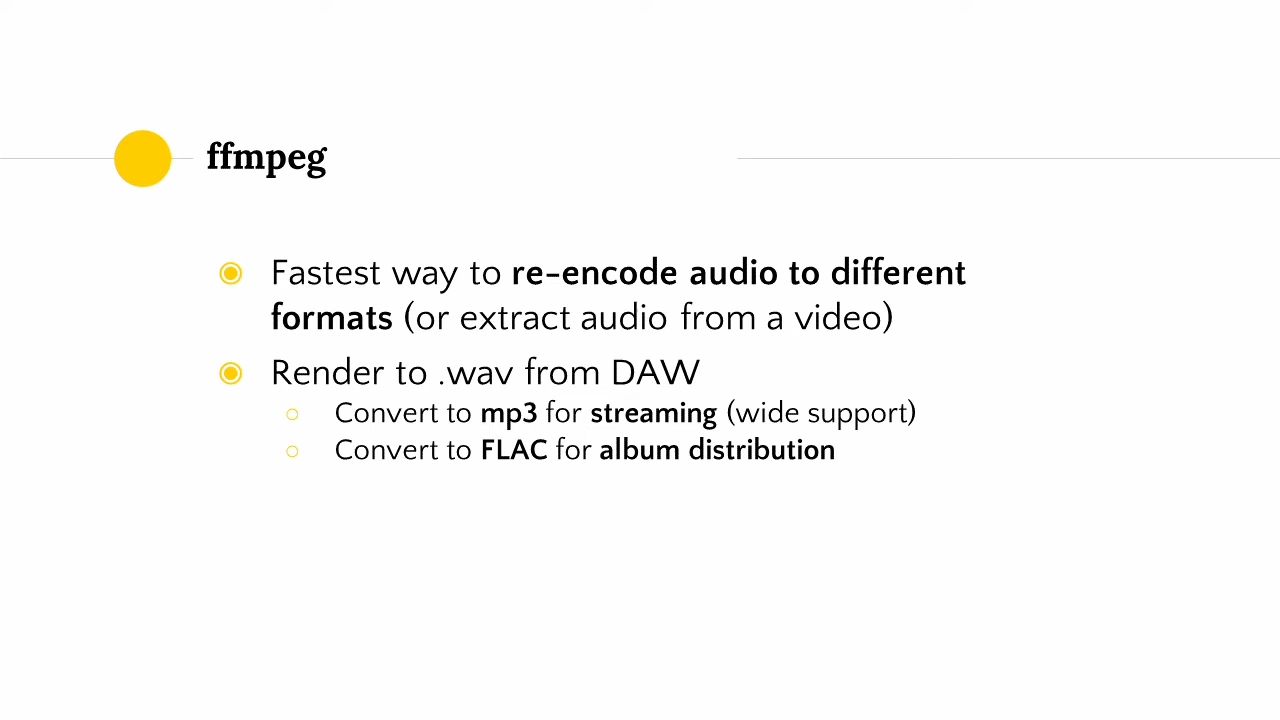 ffmpeg
Fastest way to re-encode audio to different
formats (or extract audio from a video)
Render to .wav from DAW
Convert to mp3 for streaming (wide support)
Convert to FLAC for album distribution